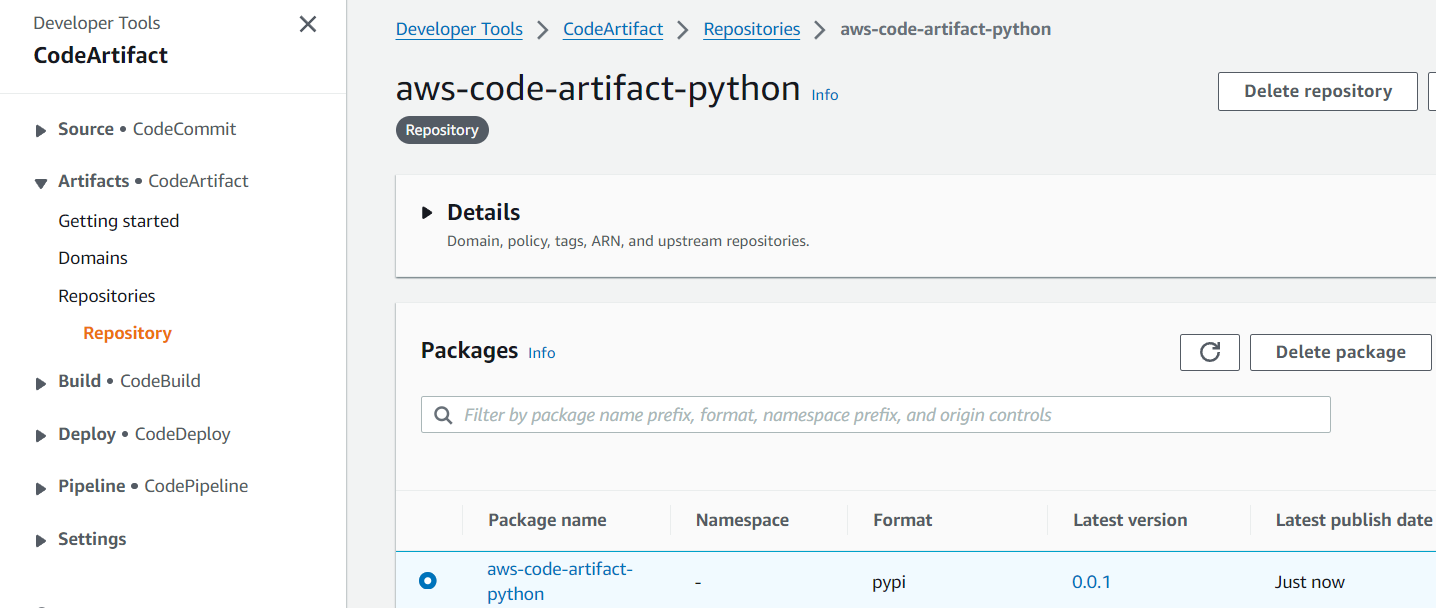 Developer Tools
CodeArtifact
Source • CodeCommit
Artifacts • CodeArtifact
Getting started
Domains
Repositories
Repository
Build • CodeBuild
Deploy • CodeDeploy
Pipeline • CodePipeline
Settings
Developer Tools > CodeArtifact > Repositories > aws-code-artifact-python
aws-code-artifact-python Info
Delete repository
Repository
Details
Domain, policy, tags, ARN, and upstream repositories.
Packages Info
Delete package
Filter by package name prefix, format, namespace prefix, and origin controls
Package name Namespace Format Latest version Latest publish date
aws-code-artifact-
python
- pypi 0.0.1 Just now